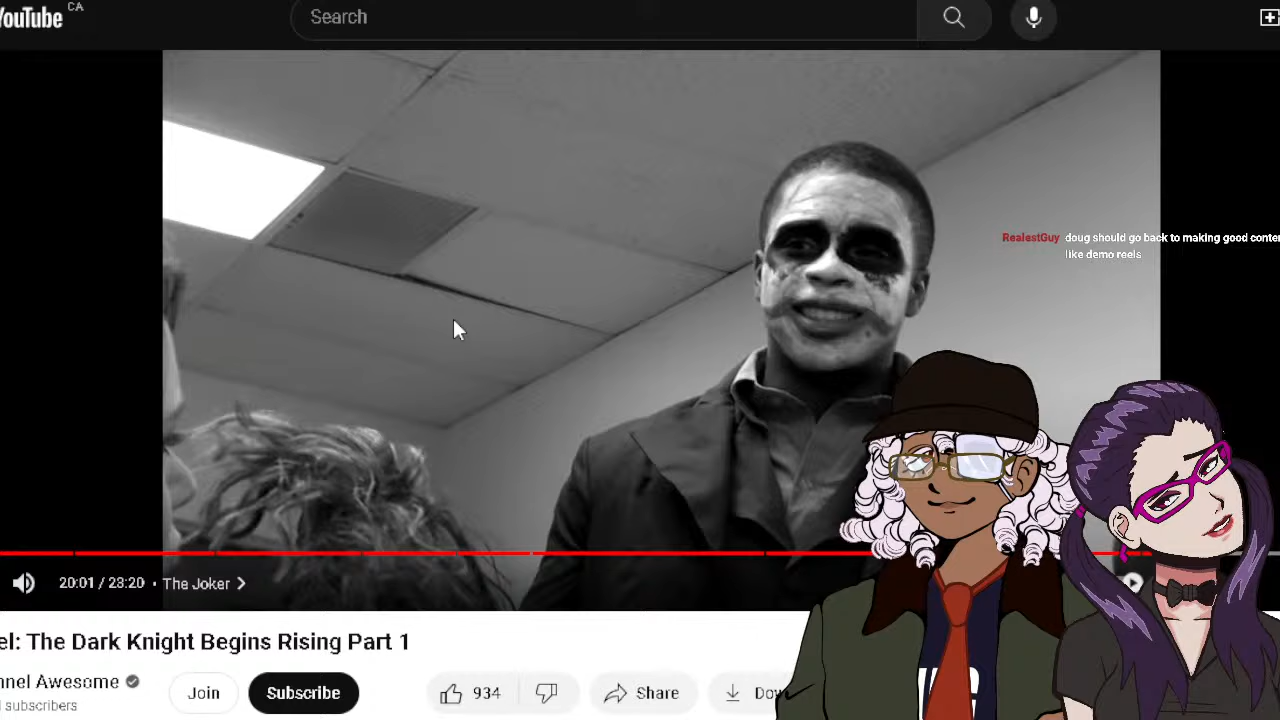 YouTube CA
Search
RealestGuy doug should go back to making good conte
like demo reels
20:01 / 23:20 • The Joker
el: The Dark Knight Begins Rising Part 1
nnel Awesome
subscribers
Join
Subscribe
934
Share
Dow